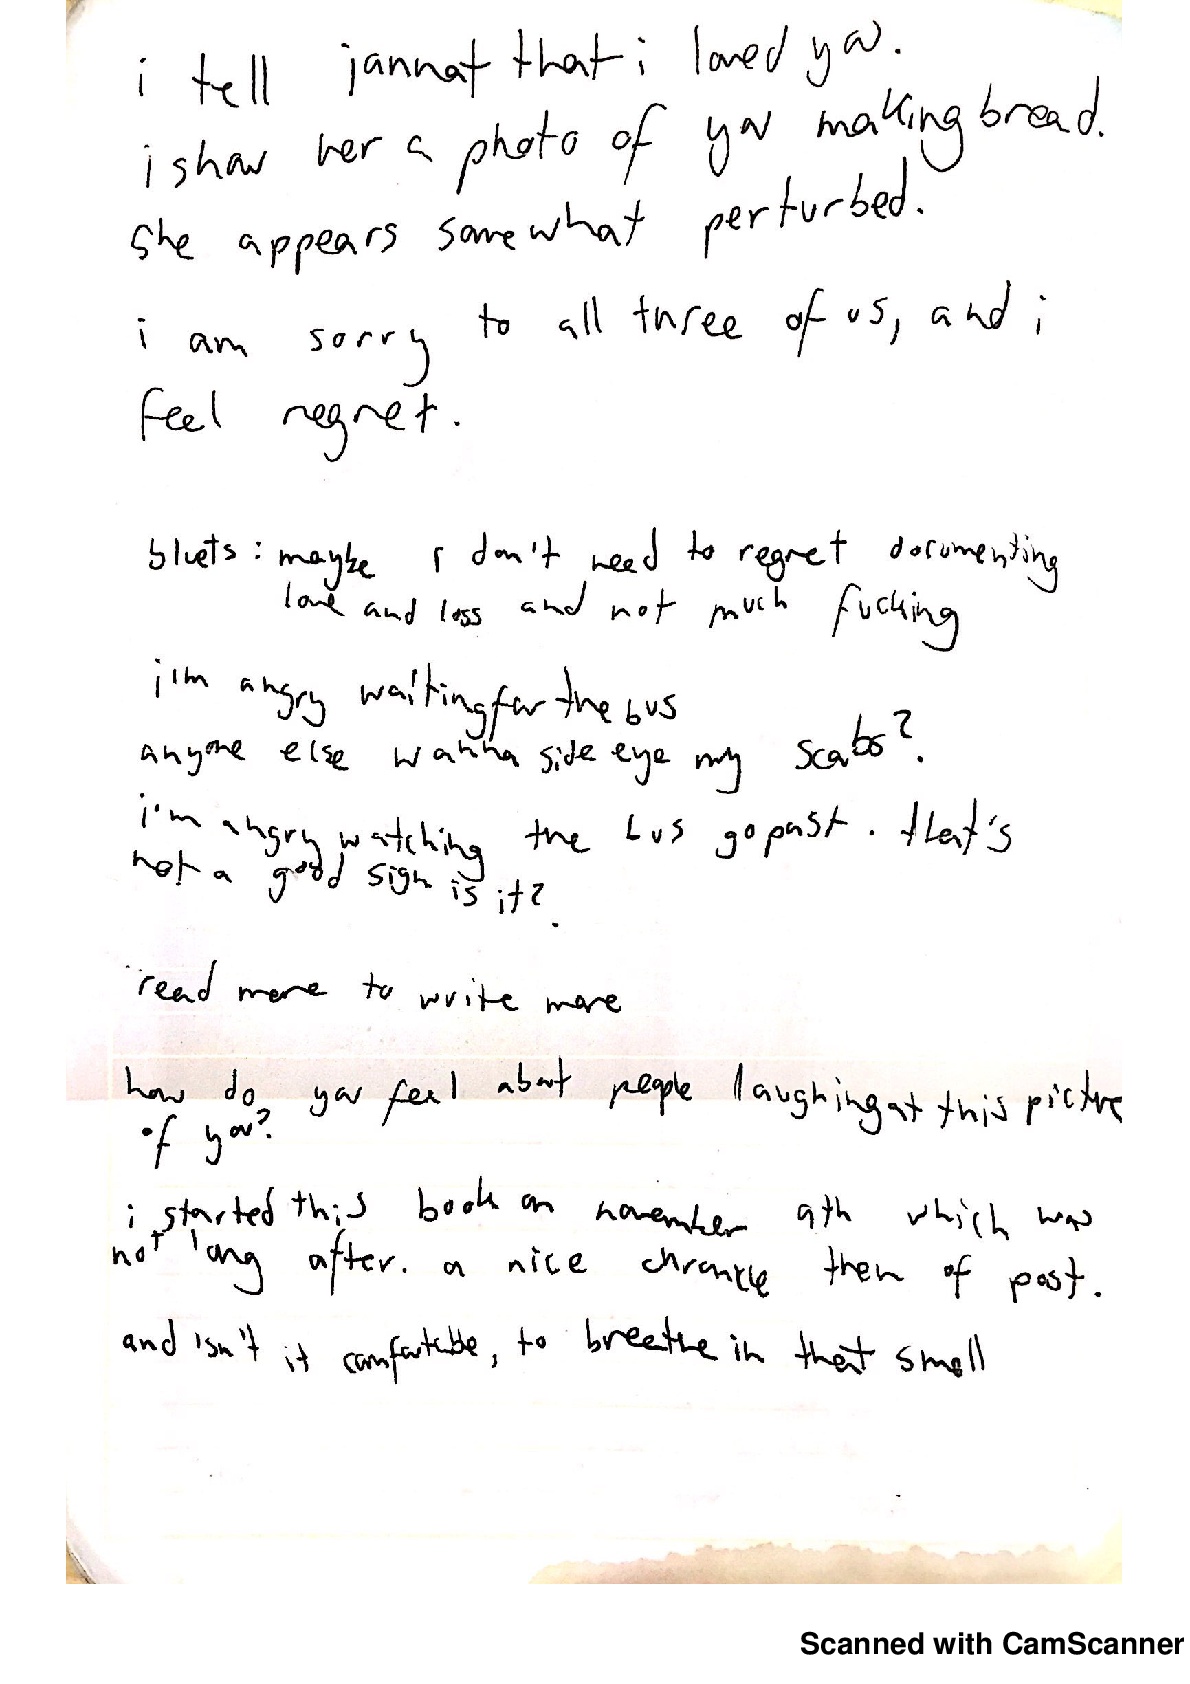 i tell jannat that i loved you.
i show her a photo of you making bread.
she appears somewhat perturbed.
i am sorry to all three of us, and i
feel regret.
bluets: maybe I don't need to regret documenting
love and loss and not much fucking
i'm angry waiting for the bus
anyone else wanna side eye my scabs?
i'm angry watching the bus go past. that's
not a good sign is it?
read more to write more
how do you feel about people laughing at this picture
of you?
i started this book on november 9th which was
not long after. a nice chronicle then of past.
and isn't it comfortable, to breathe in that smell
Scanned with CamScanner